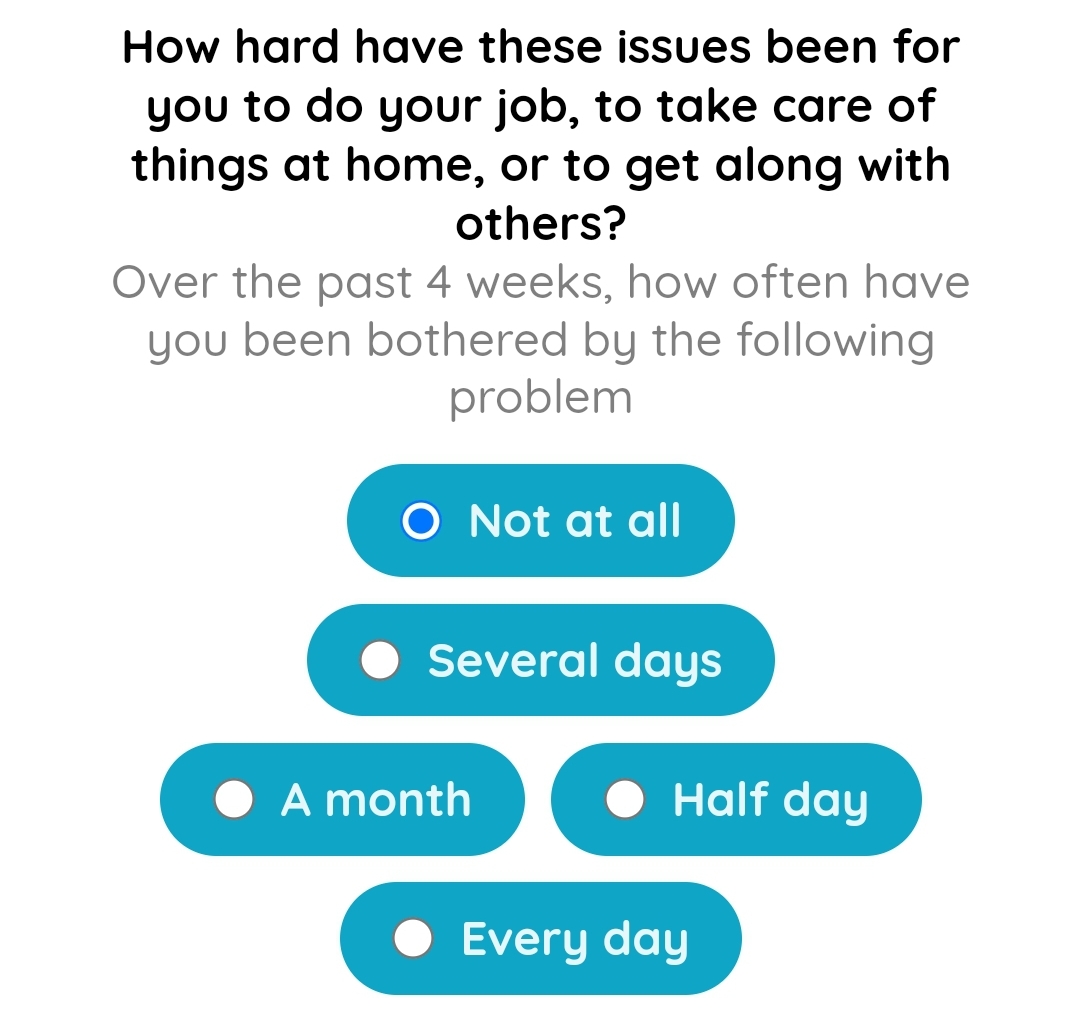 How hard have these issues been for
you to do your job, to take care of
things at home, or to get along with
others?
Over the past 4 weeks, how often have
you been bothered by the following
problem
Not at all
Several days
A month
Half day
Every day